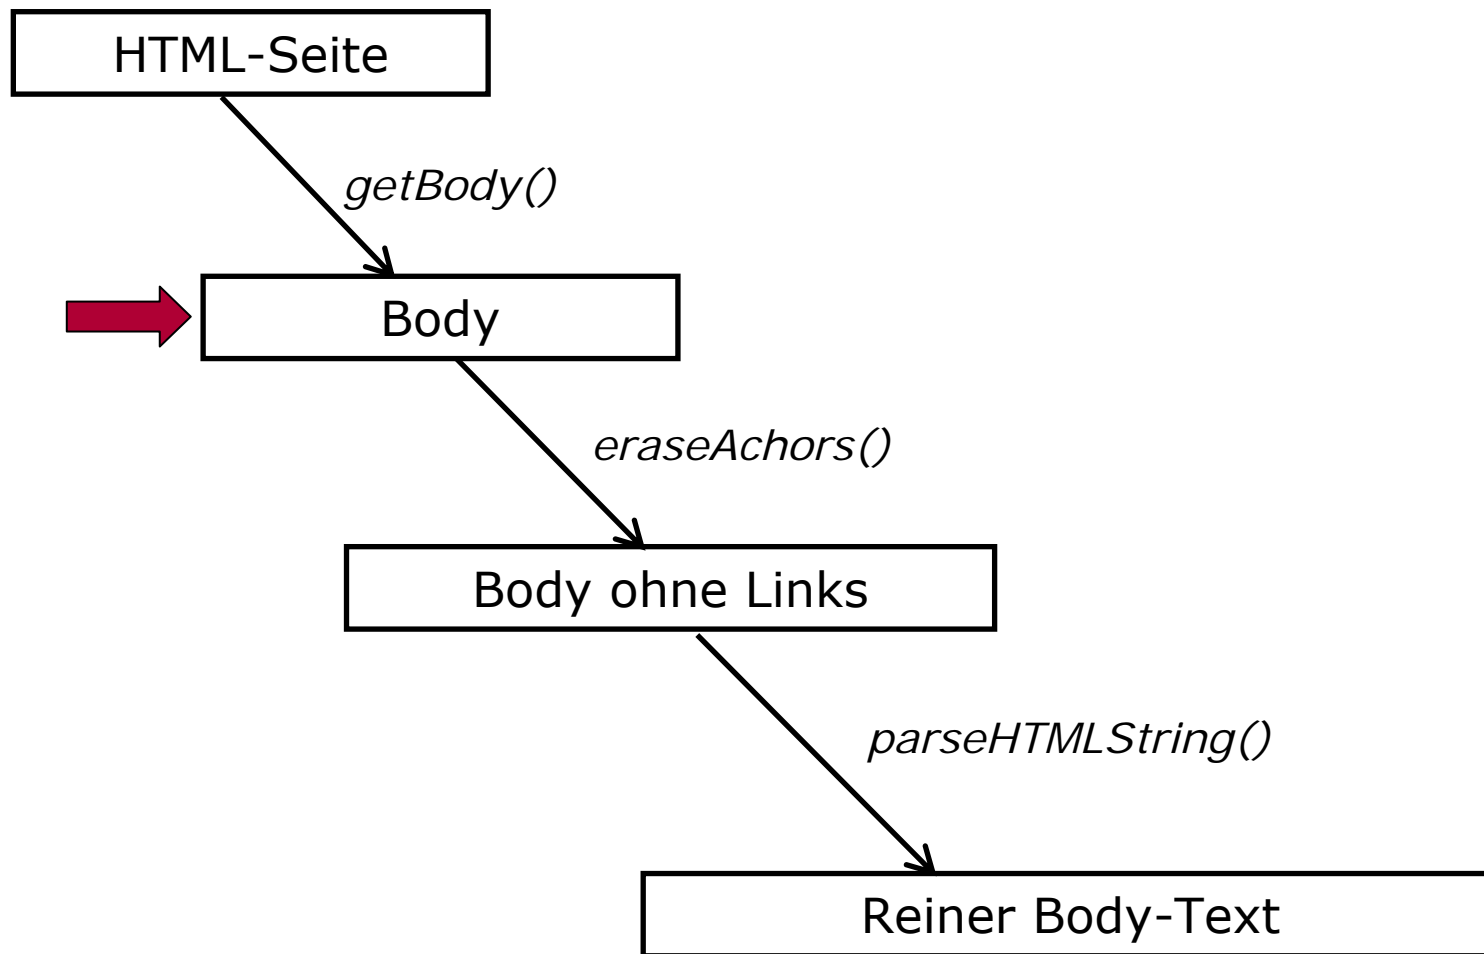 HTML-Seite
getBody()
Body
eraseAchors()
Body ohne Links
parseHTMLString()
Reiner Body-Text